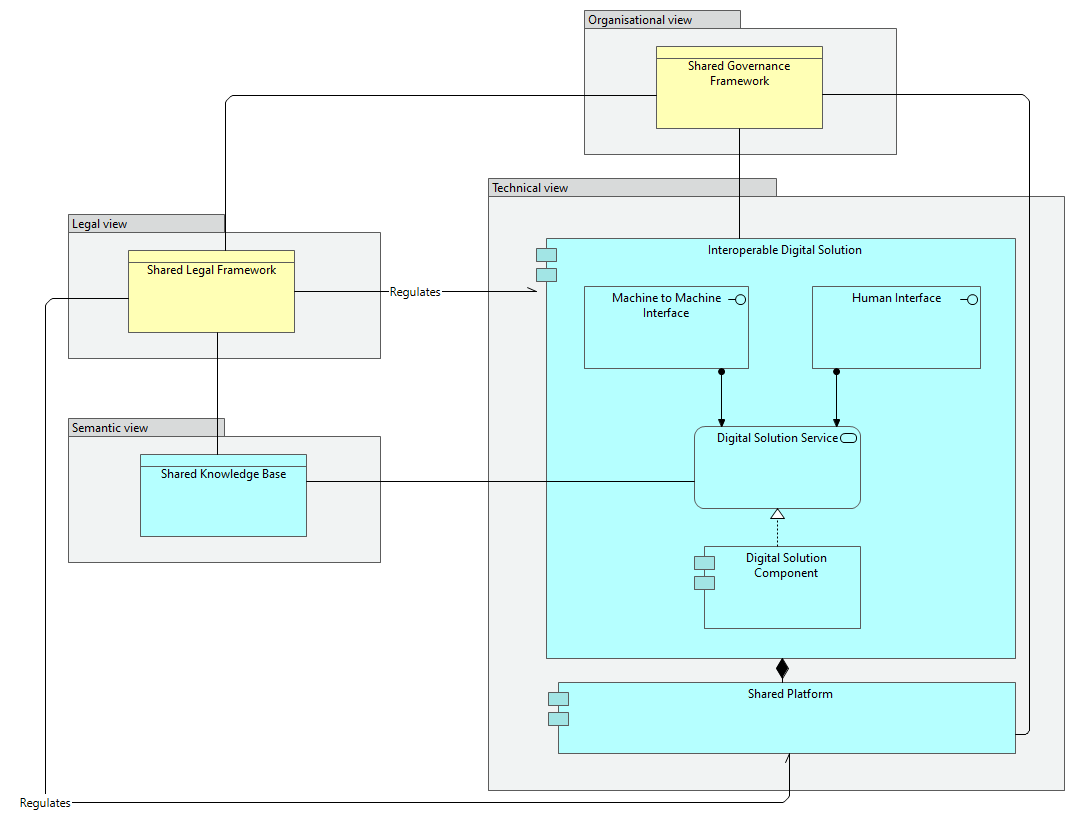 Organisational view
Shared Governance
Framework
Technical view
Legal view
Interoperable Digital Solution
Shared Legal Framework
Regulates
Machine to Machine
Interface
Human Interface
Semantic view
Digital Solution Service
Shared Knowledge Base
Digital Solution
Component
Shared Platform
Regulates